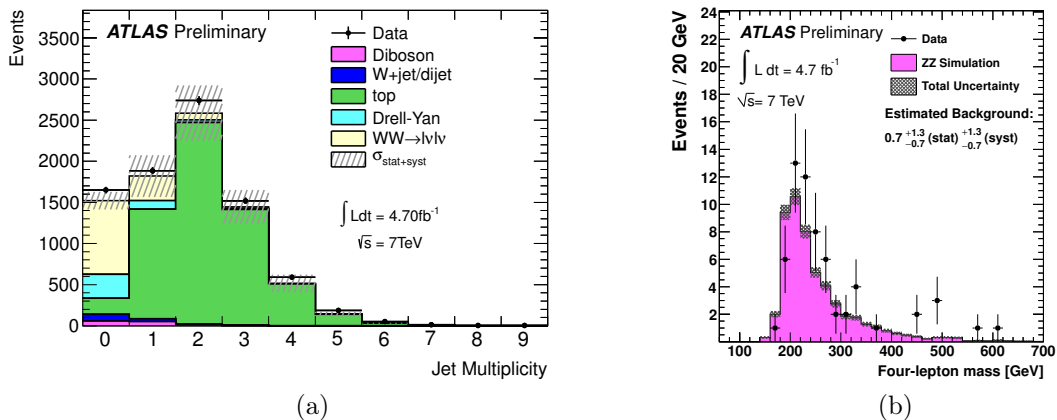 Events
ATLAS Preliminary
3500
3000
2500
2000
1500
1000
500
0
Data
Diboson
W+jet/dijet
top
Drell-Yan
WW→lνlν
σstat+syst
∫ Ldt = 4.70fb⁻¹
√s = 7TeV
0 1 2 3 4 5 6 7 8 9
Jet Multiplicity
(a)
Events / 20 GeV
24
22
20
18
16
14
12
10
8
6
4
2
ATLAS Preliminary
∫ L dt = 4.7 fb⁻¹
√s= 7 TeV
Data
ZZ Simulation
Total Uncertainty
Estimated Background:
0.7 +1.3 −0.7 (stat) +1.3 −0.7 (syst)
100 200 300 400 500 600 700
Four-lepton mass [GeV]
(b)